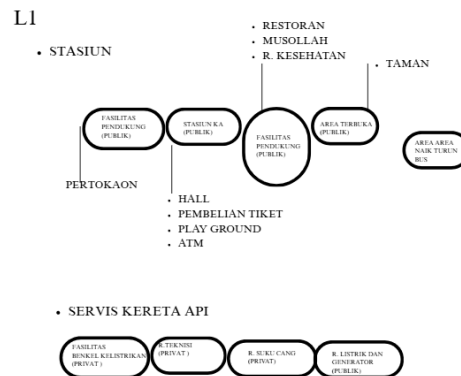 L1
• STASIUN
• RESTORAN
• MUSOLLAH
• R. KESEHATAN
• TAMAN
FASILITAS
PENDUKUNG
(PUBLIK)
STASIUN KA
(PUBLIK)
FASILITAS
PENDUKUNG
(PUBLIK)
AREA TERBUKA
(PUBLIK)
AREA AREA
NAIK TURUN
BUS
PERTOKAON
• HALL
• PEMBELIAN TIKET
• PLAY GROUND
• ATM
• SERVIS KERETA API
FASILITAS
BENKEL KELISTRIKAN
(PRIVAT )
R.TEKNISI
(PRIVAT )
R. SUKU CANG
(PRIVAT)
R. LISTRIK DAN
GENERATOR
(PUBLIK)